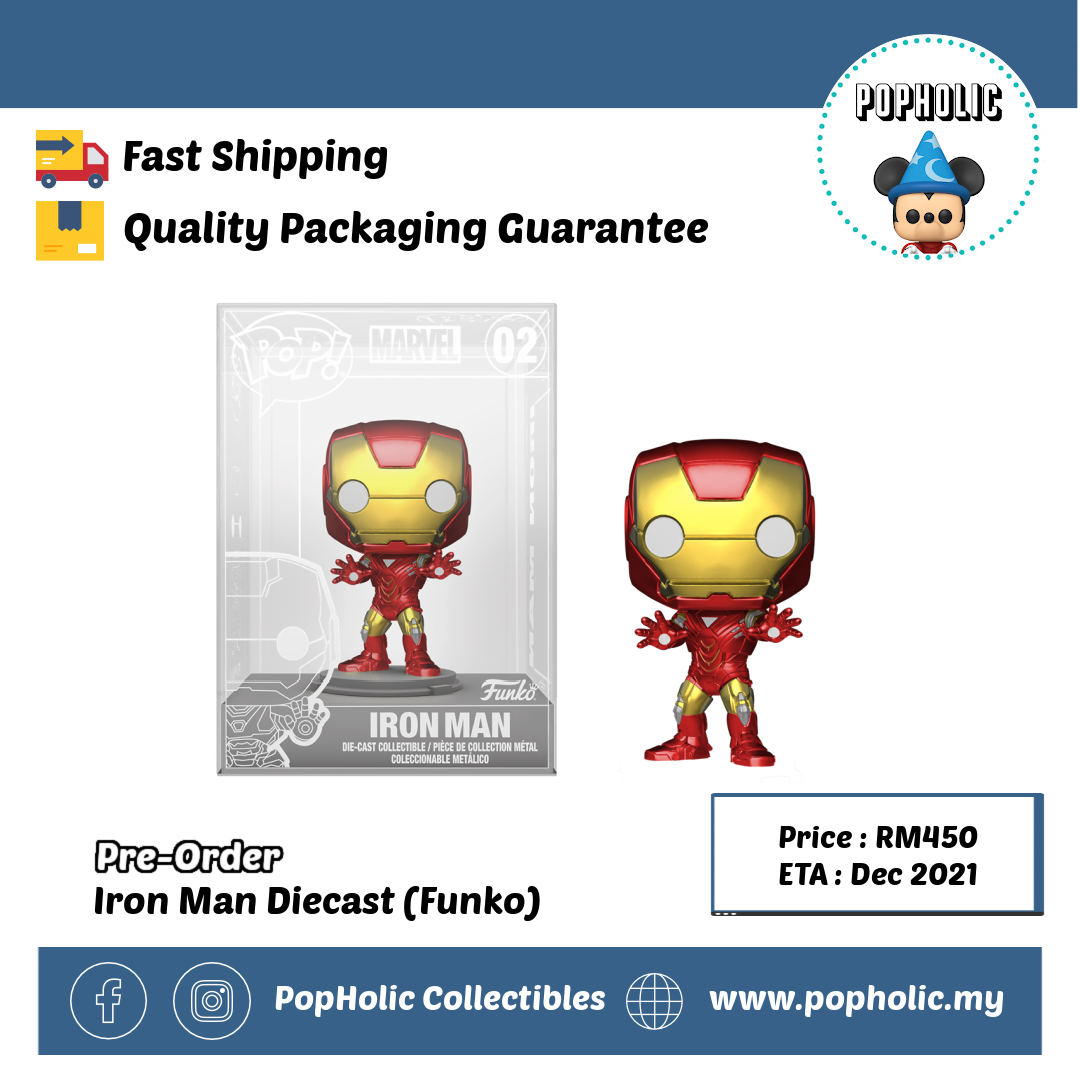 POPHOLIC
Fast Shipping
Quality Packaging Guarantee
POP!
MARVEL
02
Funko
IRON MAN
DIE-CAST COLLECTIBLE / PIÈCE DE COLLECTION MÉTAL
COLECCIONABLE METÁLICO
Pre-Order
Iron Man Diecast (Funko)
Price : RM450
ETA : Dec 2021
PopHolic Collectibles
www.popholic.my